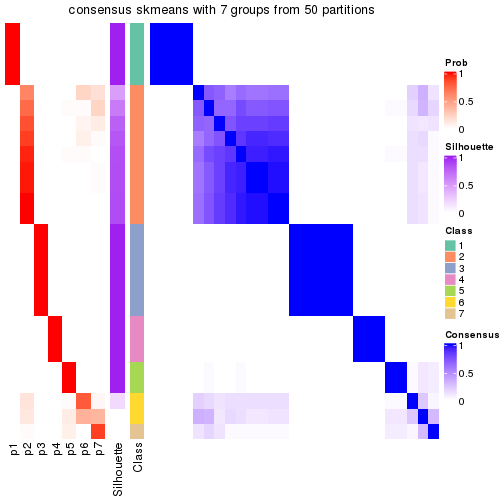 consensus skmeans with 7 groups from 50 partitions
Prob
1
0.5
0
Silhouette
1
0.5
0
Class
1
2
3
4
5
6
7
Consensus
1
0.5
0
p1
p2
p3
p4
p5
p6
p7
Silhouette
Class